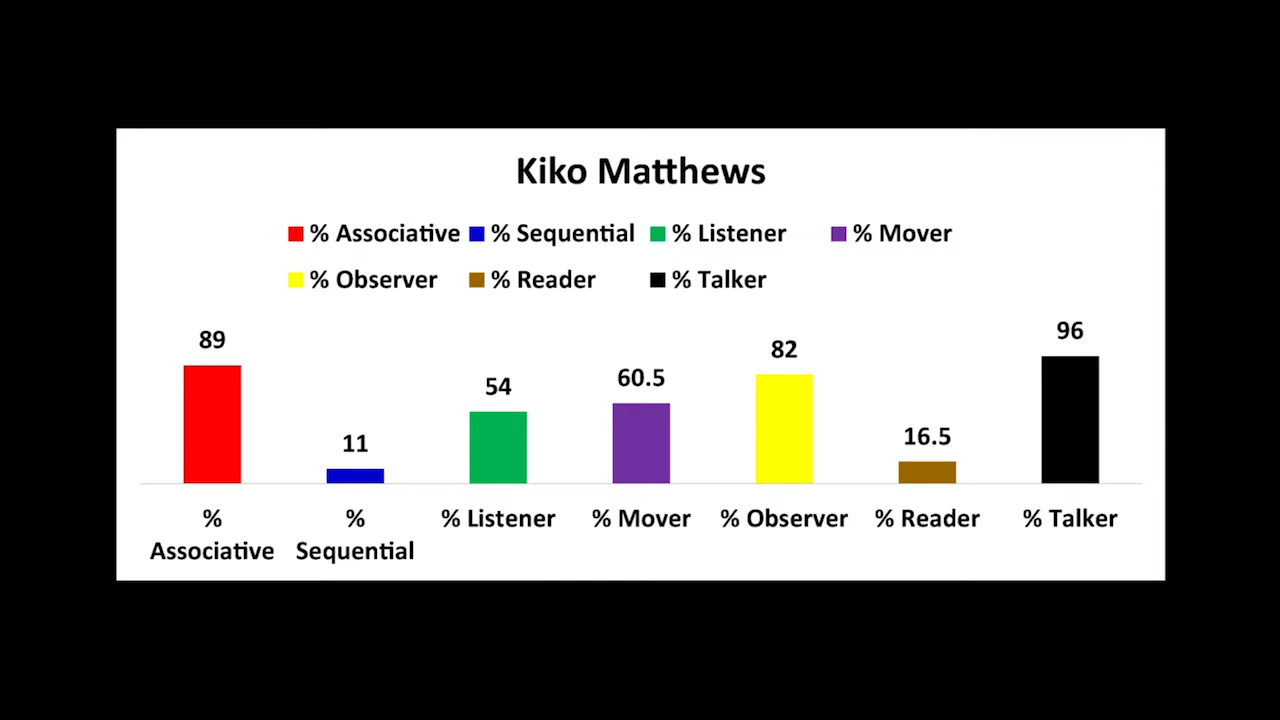 Kiko Matthews
% Associative % Sequential % Listener % Mover
% Observer % Reader % Talker
89
11
54
60.5
82
16.5
96
% Associative
% Sequential
% Listener
% Mover
% Observer
% Reader
% Talker